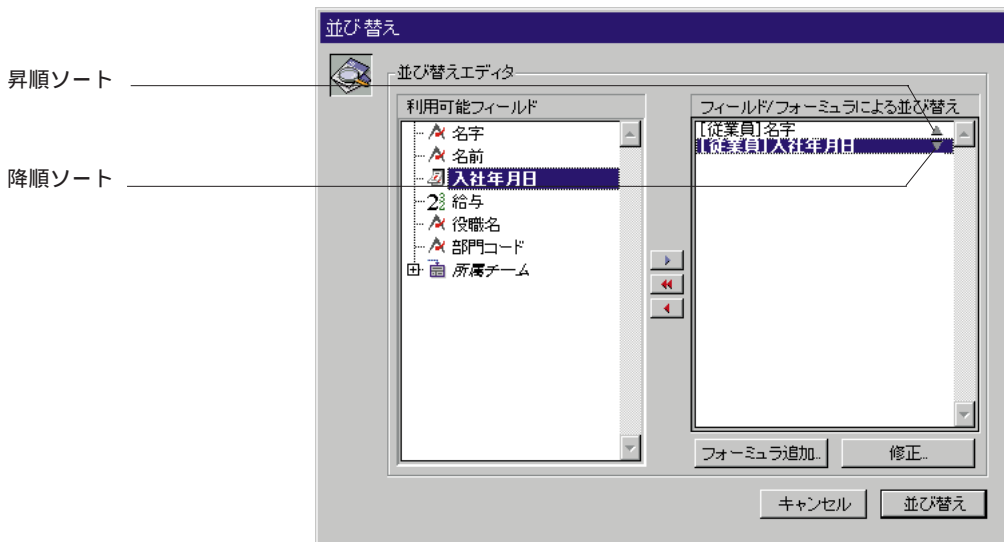 並び替え
昇順ソート
並び替えエディタ
利用可能フィールド
フィールド/フォーミュラによる並び替え
名字
名前
入社年月日
給与
役職名
部門コード
所属チーム
[従業員]名字
[従業員]入社年月日
降順ソート
フォーミュラ追加...
修正...
キャンセル
並び替え